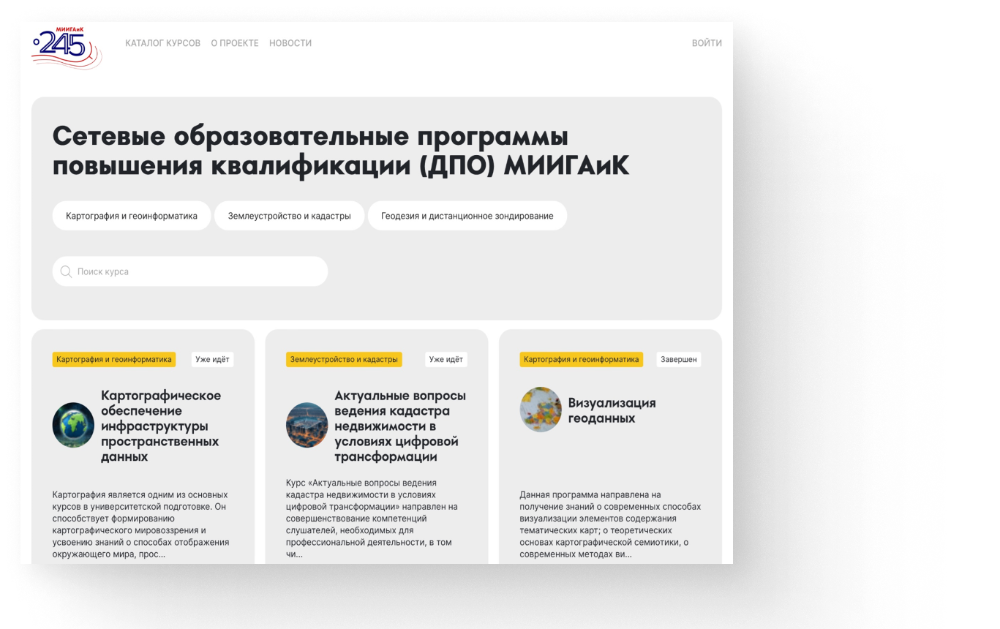 МИИГАиК
245
КАТАЛОГ КУРСОВ О ПРОЕКТЕ НОВОСТИ ВОЙТИ
Сетевые образовательные программы
повышения квалификации (ДПО) МИИГАиК
Картография и геоинформатика Землеустройство и кадастры Геодезия и дистанционное зондирование
Поиск курса
Картография и геоинформатика Уже идёт
Картографическое
обеспечение
инфраструктуры
пространственных
данных
Картография является одним из основных
курсов в университетской подготовке. Он
способствует формированию
картографического мировоззрения и
усвоению знаний о способах отображения
окружающего мира, прос...
Землеустройство и кадастры Уже идёт
Актуальные вопросы
ведения кадастра
недвижимости в
условиях цифровой
трансформации
Курс «Актуальные вопросы ведения
кадастра недвижимости в условиях
цифровой трансформации» направлен на
совершенствование компетенций
слушателей, необходимых для
профессиональной деятельности, в том
чи...
Картография и геоинформатика Завершен
Визуализация
геоданных
Данная программа направлена на
получение знаний о современных способах
визуализации элементов содержания
тематических карт; о теоретических
основах картографической семиотики, о
современных методах ви...